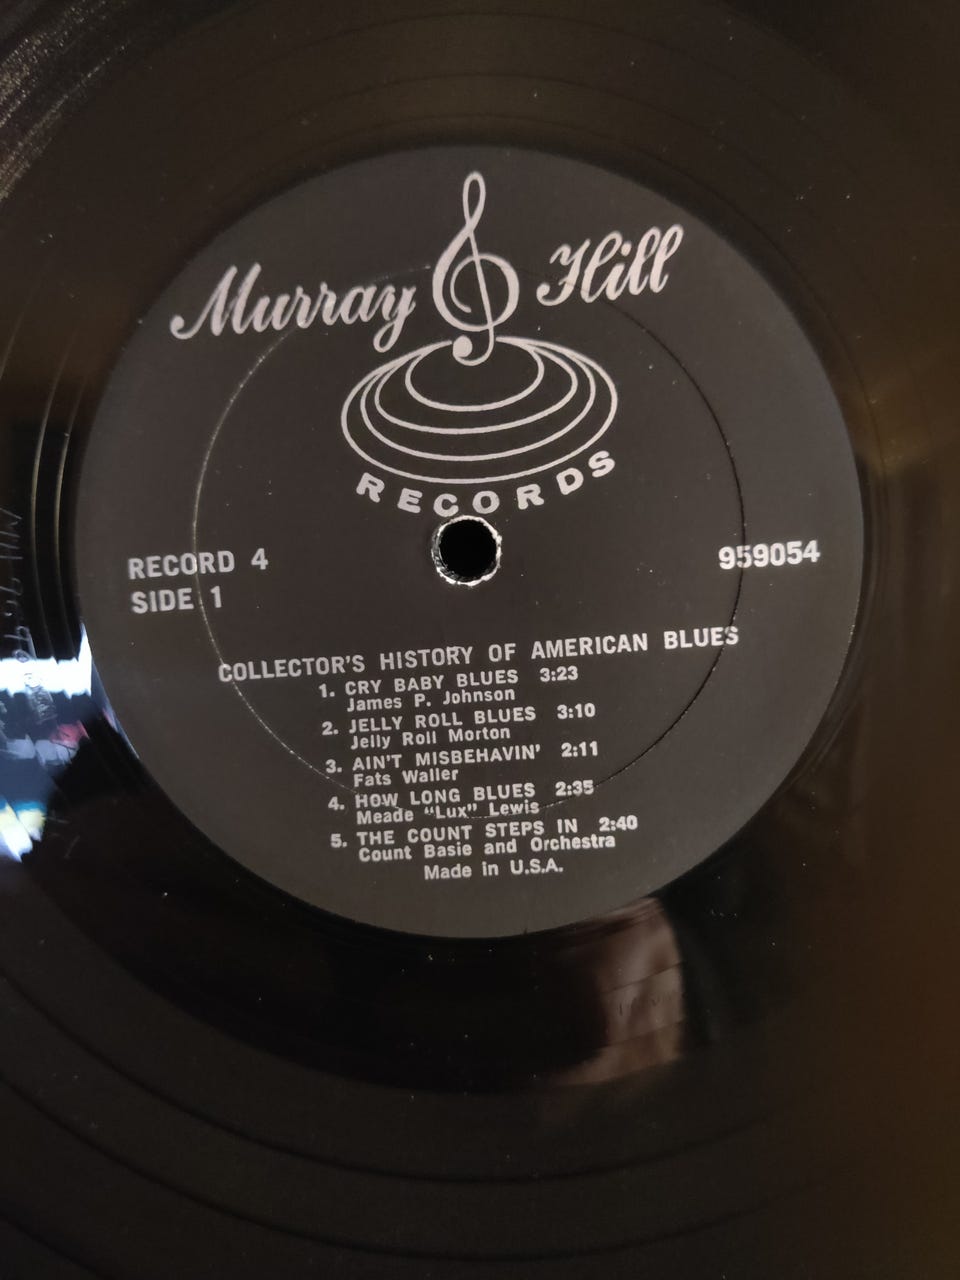 Murray Hill
RECORDS
RECORD 4
SIDE 1
959054
COLLECTOR'S HISTORY OF AMERICAN BLUES
1. CRY BABY BLUES 3:23
James P. Johnson
2. JELLY ROLL BLUES 3:10
Jelly Roll Morton
3. AIN'T MISBEHAVIN' 2:11
Fats Waller
4. HOW LONG BLUES 2:35
Meade "Lux" Lewis
5. THE COUNT STEPS IN 2:40
Count Basie and Orchestra
Made in U.S.A.